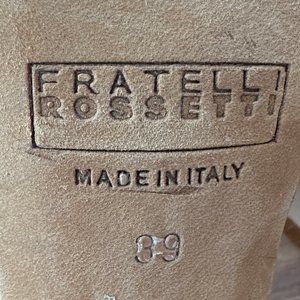 FRATELLI
ROSSETTI
MADE IN ITALY
39